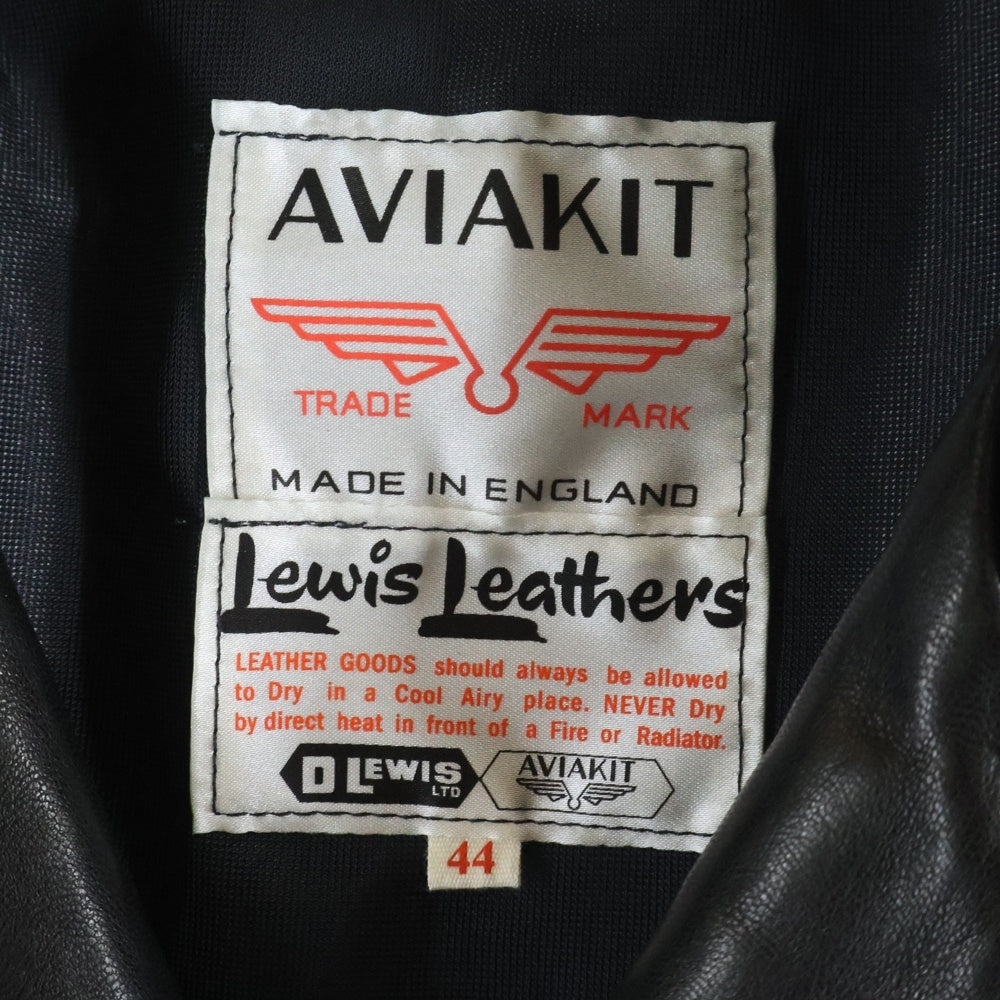 AVIAKIT
TRADE MARK
MADE IN ENGLAND
Lewis Leathers
LEATHER GOODS should always be allowed
to Dry in a Cool Airy place. NEVER Dry
by direct heat in front of a Fire or Radiator.
D LEWIS LTD AVIAKIT
44